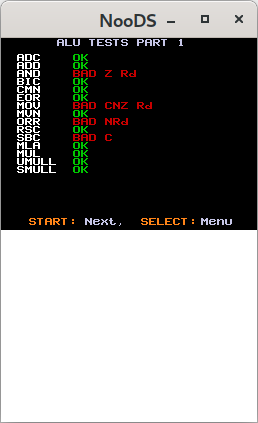 NooDS
ALU TESTS PART 1
ADC OK
ADD OK
AND BAD Z Rd
BIC OK
CMN OK
EOR OK
MOV BAD CNZ Rd
MVN OK
ORR BAD NRd
RSC OK
SBC BAD C
MLA OK
MUL OK
UMULL OK
SMULL OK
START: Next, SELECT: Menu